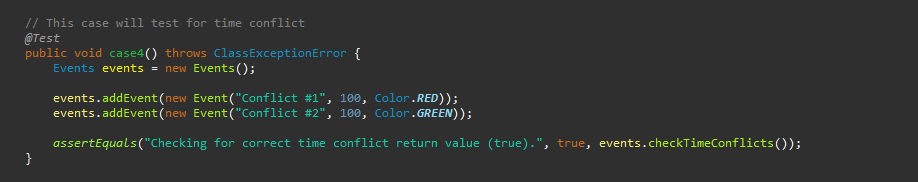 // This case will test for time conflict
@Test
public void case4() throws ClassExceptionError {
    Events events = new Events();

    events.addEvent(new Event("Conflict #1", 100, Color.RED));
    events.addEvent(new Event("Conflict #2", 100, Color.GREEN));

    assertEquals("Checking for correct time conflict return value (true).", true, events.checkTimeConflicts());
}